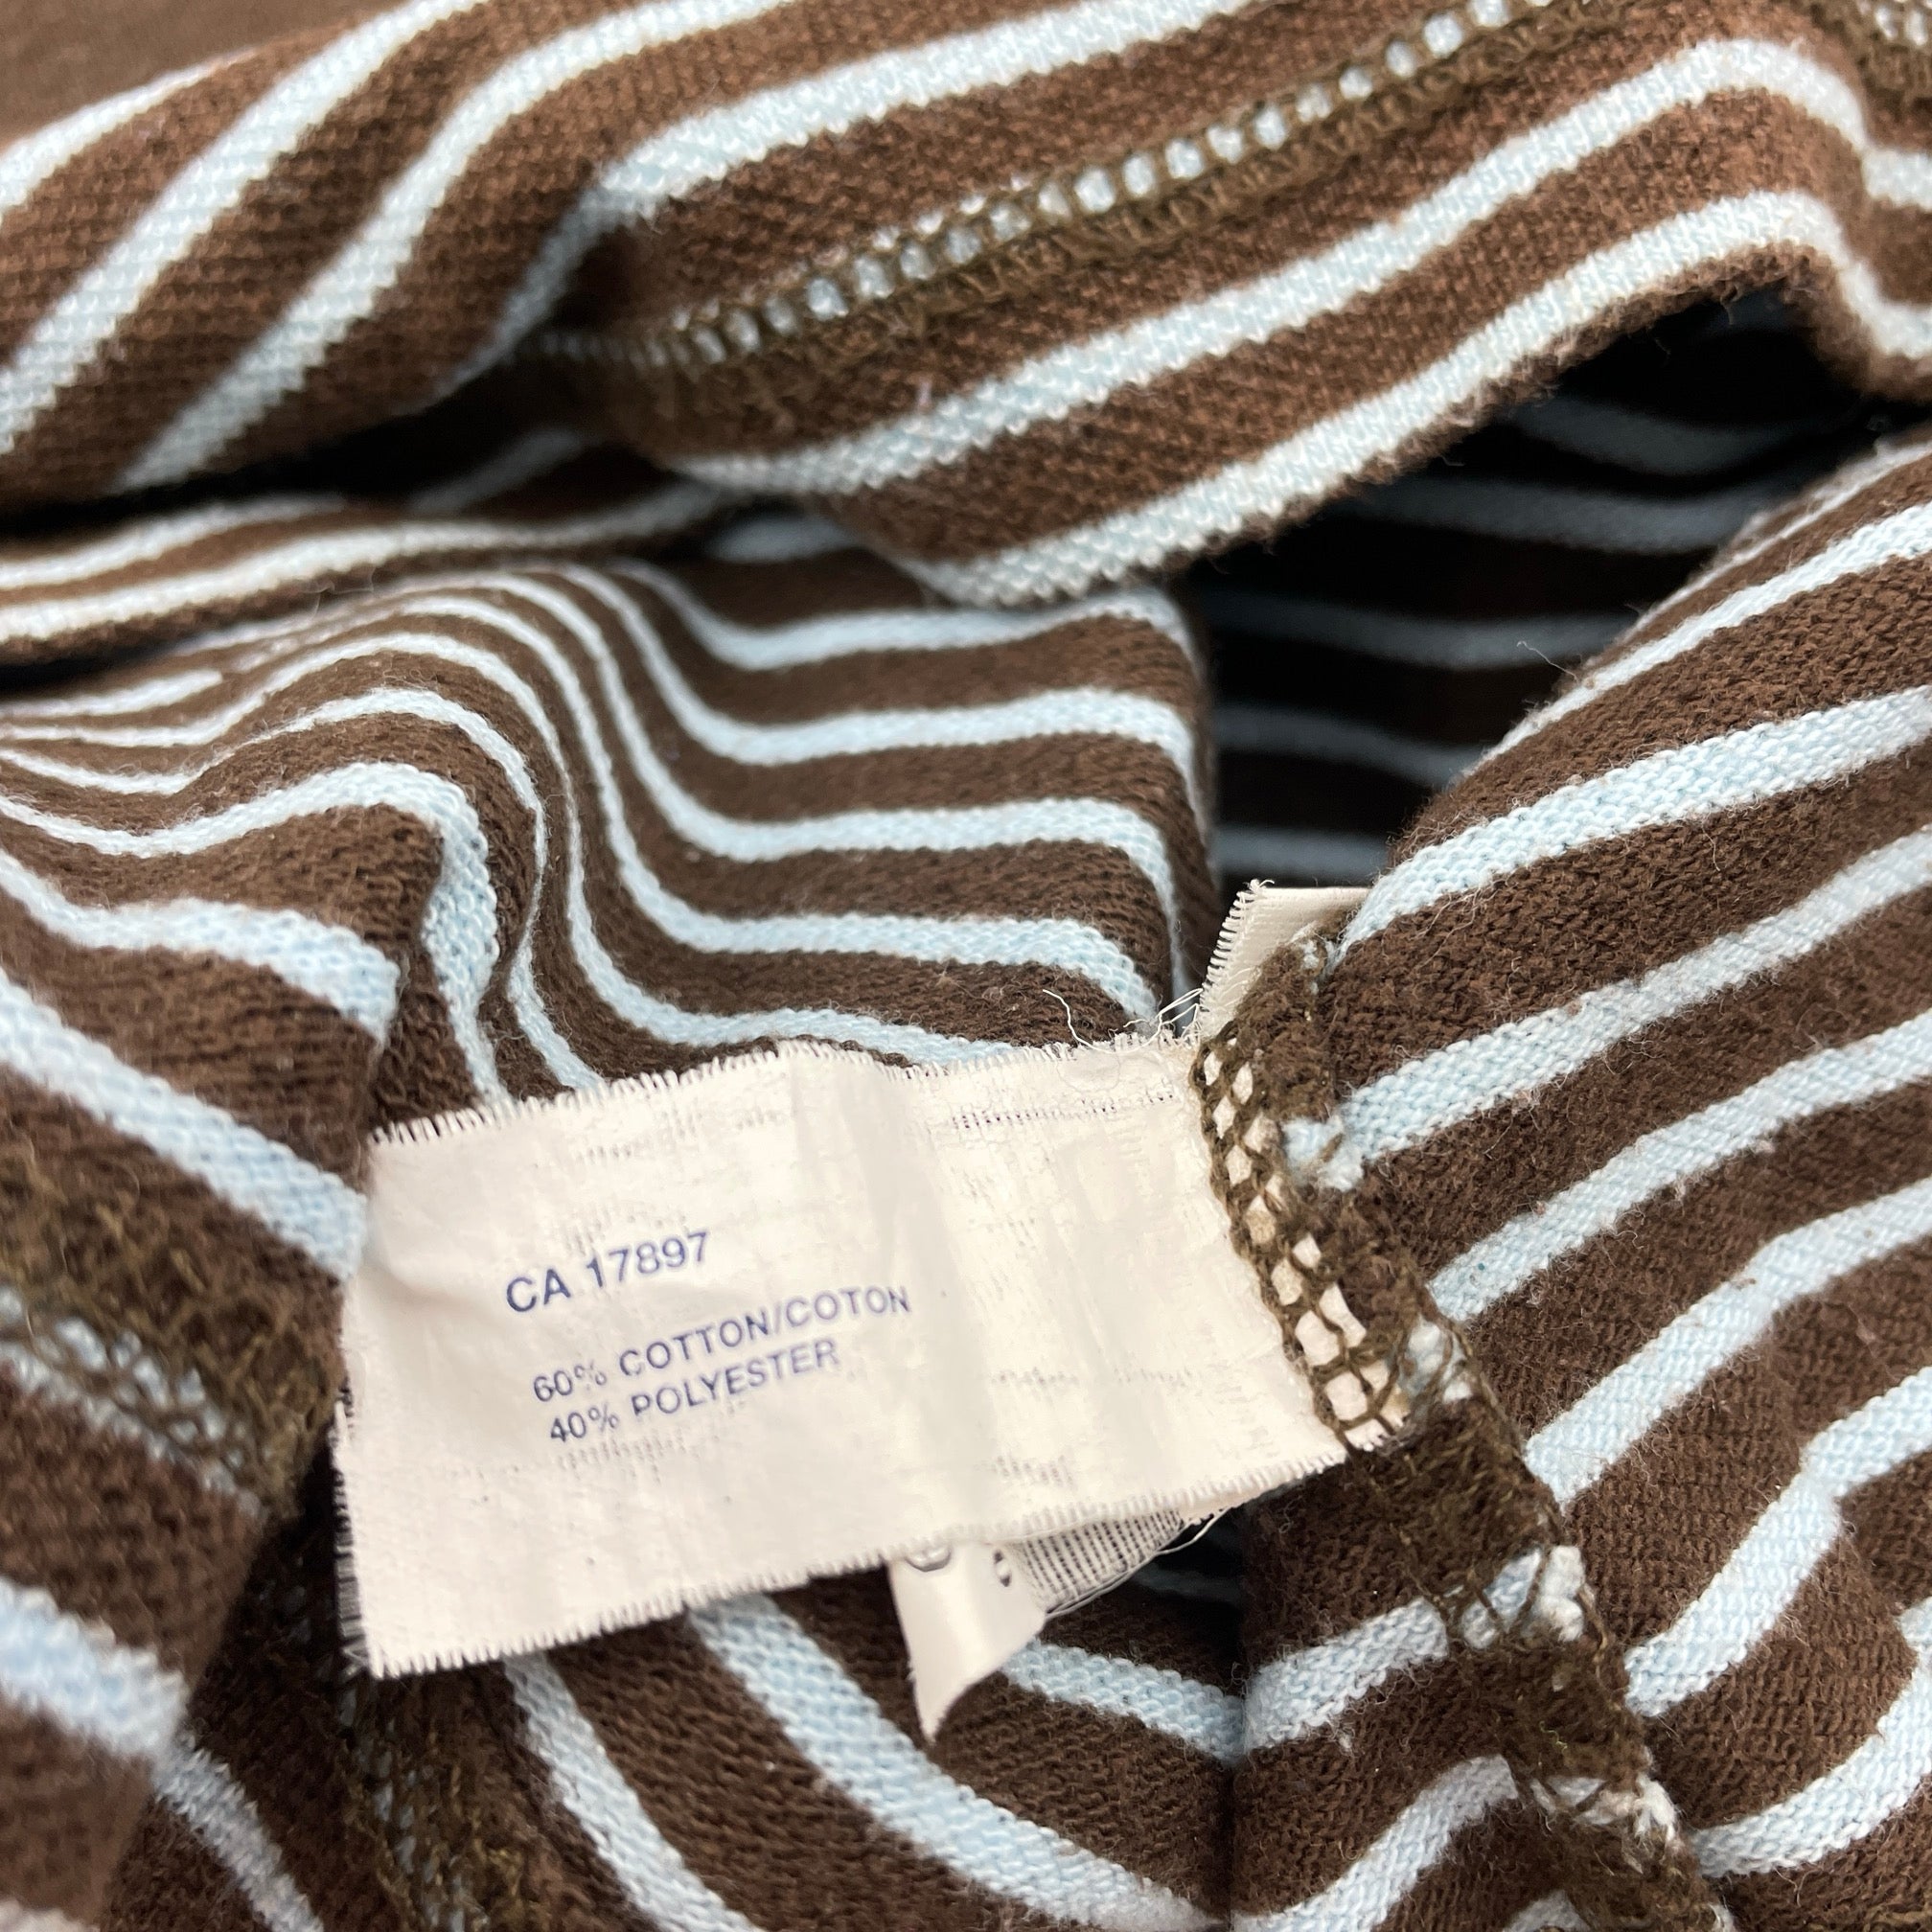 CA 17897
60% COTTON/COTON
40% POLYESTER